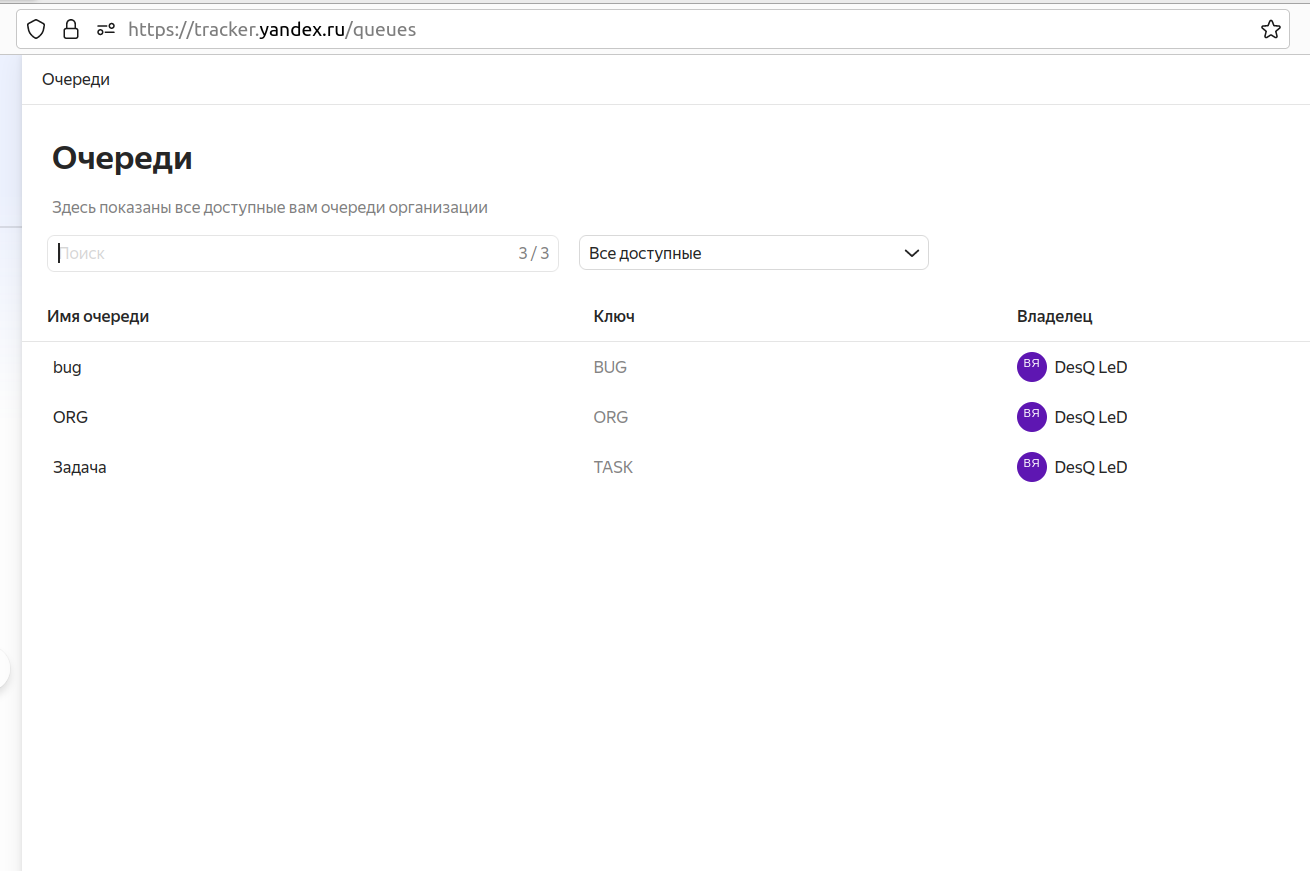 https://tracker.yandex.ru/queues
Очереди
Очереди
Здесь показаны все доступные вам очереди организации
Поиск 3 / 3 Все доступные
Имя очереди Ключ Владелец
bug BUG ВЯ DesQ LeD
ORG ORG ВЯ DesQ LeD
Задача TASK ВЯ DesQ LeD